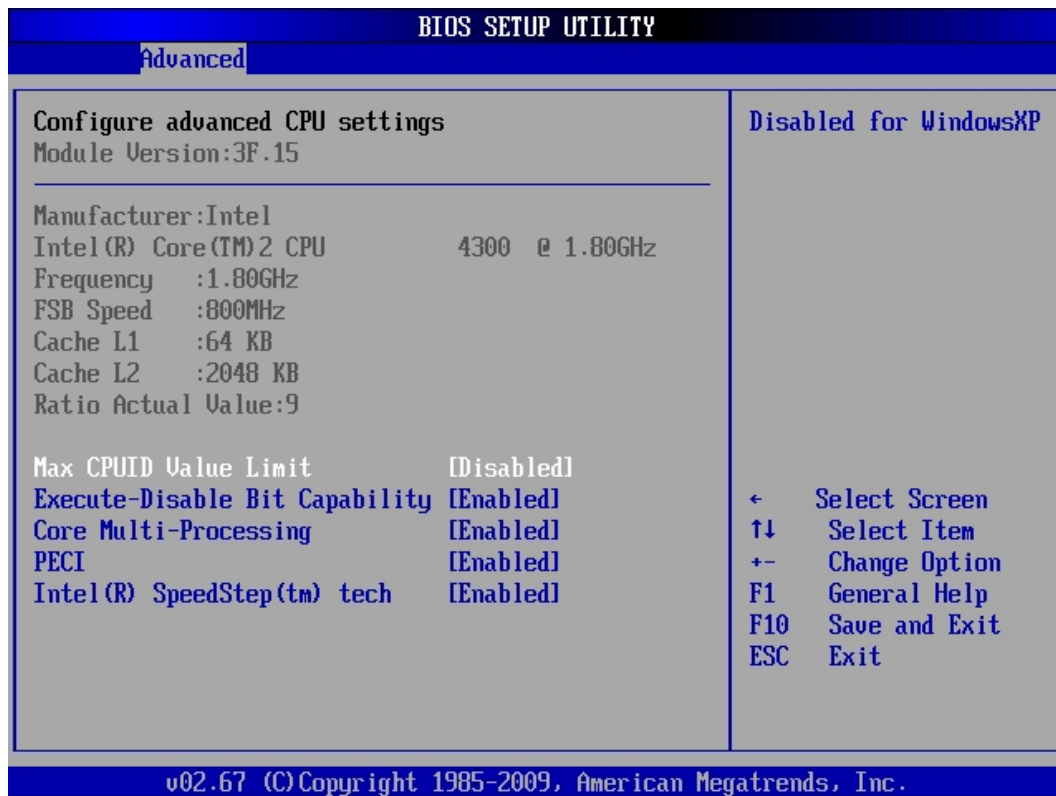 BIOS SETUP UTILITY
Advanced
Configure advanced CPU settings
Module Version:3F.15
Manufacturer:Intel
Intel(R) Core(TM)2 CPU 4300 @ 1.80GHz
Frequency :1.80GHz
FSB Speed :800MHz
Cache L1 :64 KB
Cache L2 :2048 KB
Ratio Actual Value:9
Max CPUID Value Limit [Disabled]
Execute-Disable Bit Capability [Enabled]
Core Multi-Processing [Enabled]
PECI [Enabled]
Intel(R) SpeedStep(tm) tech [Enabled]
Disabled for WindowsXP
← Select Screen
↑↓ Select Item
+- Change Option
F1 General Help
F10 Save and Exit
ESC Exit
v02.67 (C)Copyright 1985-2009, American Megatrends, Inc.